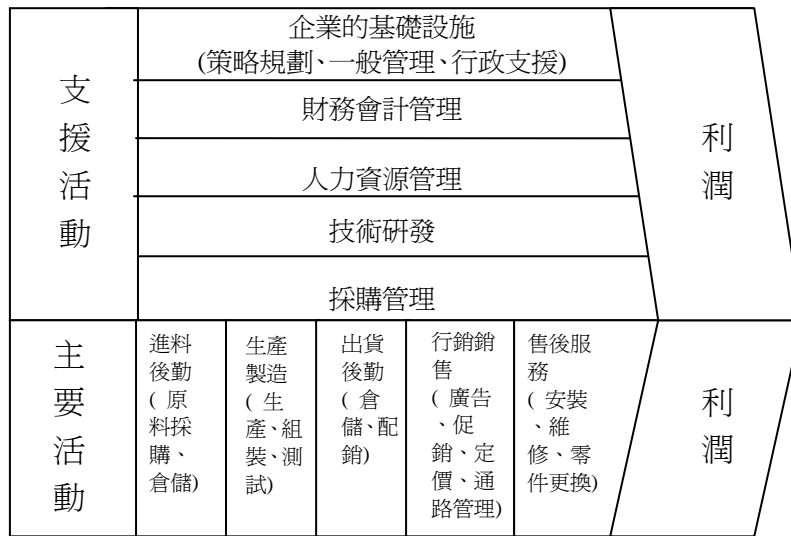 企業的基礎設施
(策略規劃、一般管理、行政支援)
財務會計管理
人力資源管理
技術研發
採購管理
支
援
活
動
利
潤
主
要
活
動
進料
後勤
( 原
料採
購、
倉儲)
生產
製造
( 生
產、組
裝、測
試)
出貨
後勤
( 倉
儲、配
銷)
行銷銷
售
( 廣告
、促
銷、定
價、通
路管理)
售後服
務
( 安裝
、維
修、零
件更換)
利
潤